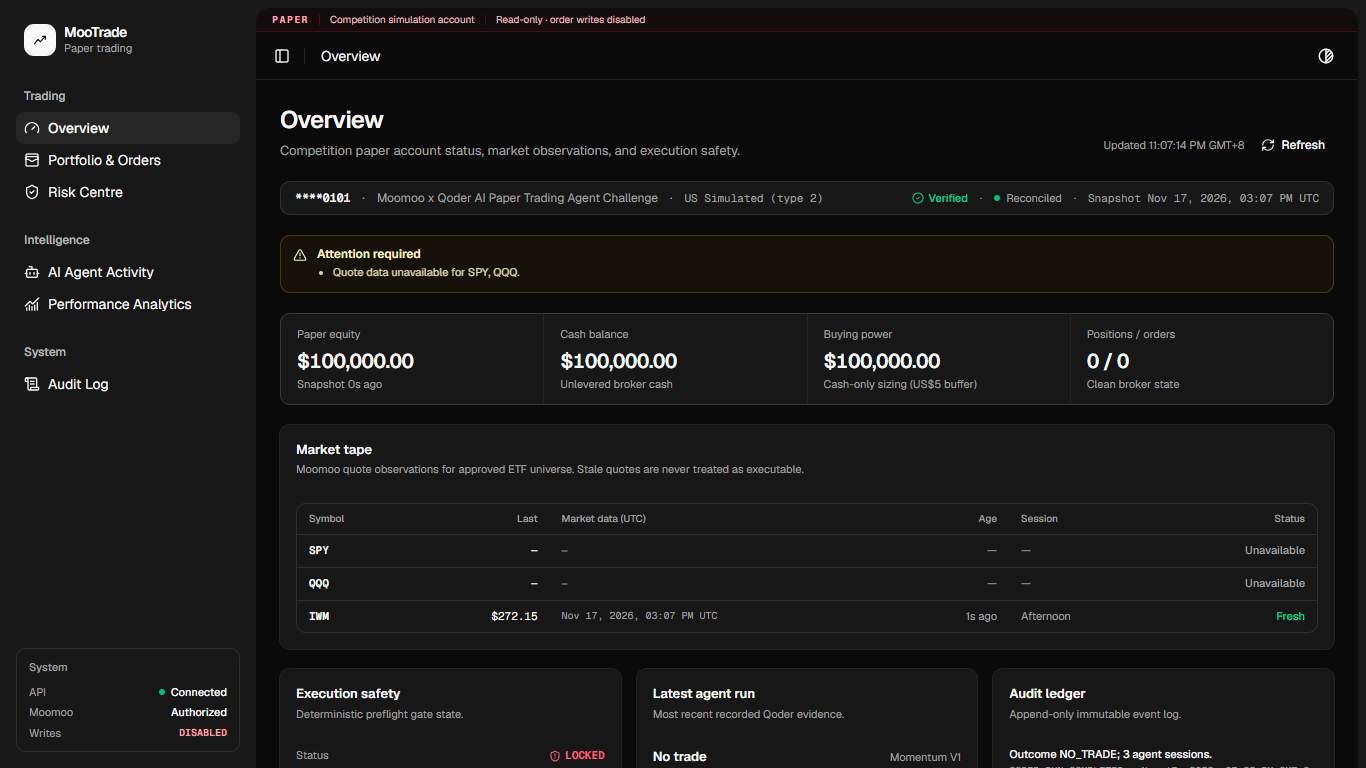 MooTrade
Paper trading
Trading
Overview
Portfolio & Orders
Risk Centre
Intelligence
AI Agent Activity
Performance Analytics
System
Audit Log
System
API Connected
Moomoo Authorized
Writes DISABLED
PAPER Competition simulation account Read-only · order writes disabled
Overview
Overview
Competition paper account status, market observations, and execution safety.
Updated 11:07:14 PM GMT+8 Refresh
****0101 · Moomoo x Qoder AI Paper Trading Agent Challenge · US Simulated (type 2) Verified · Reconciled · Snapshot Nov 17, 2026, 03:07 PM UTC
Attention required
• Quote data unavailable for SPY, QQQ.
Paper equity
$100,000.00
Snapshot 0s ago
Cash balance
$100,000.00
Unlevered broker cash
Buying power
$100,000.00
Cash-only sizing (US$5 buffer)
Positions / orders
0 / 0
Clean broker state
Market tape
Moomoo quote observations for approved ETF universe. Stale quotes are never treated as executable.
Symbol Last Market data (UTC) Age Session Status
SPY – – — — Unavailable
QQQ – – — — Unavailable
IWM $272.15 Nov 17, 2026, 03:07 PM UTC 1s ago Afternoon Fresh
Execution safety
Deterministic preflight gate state.
Status LOCKED
Latest agent run
Most recent recorded Qoder evidence.
No trade Momentum V1
Audit ledger
Append-only immutable event log.
Outcome NO_TRADE; 3 agent sessions.